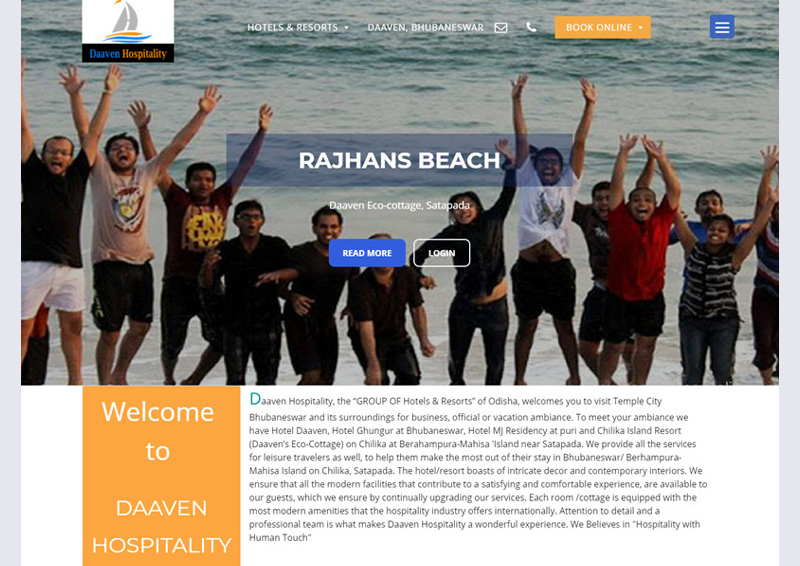 Daaven Hospitality
HOTELS & RESORTS
DAAVEN, BHUBANESWAR
BOOK ONLINE
RAJHANS BEACH
Daaven Eco-cottage, Satapada
READ MORE
LOGIN
Welcome
to
DAAVEN
HOSPITALITY
Daaven Hospitality, the “GROUP OF Hotels & Resorts” of Odisha, welcomes you to visit Temple City
Bhubaneswar and its surroundings for business, official or vacation ambiance. To meet your ambiance we
have Hotel Daaven, Hotel Ghungur at Bhubaneswar, Hotel MJ Residency at puri and Chilika Island Resort
(Daaven’s Eco-Cottage) on Chilika at Berahampura-Mahisa 'Island near Satapada. We provide all the services
for leisure travelers as well, to help them make the most out of their stay in Bhubaneswar/ Berhampura-
Mahisa Island on Chilika, Satapada. The hotel/resort boasts of intricate decor and contemporary interiors. We
ensure that all the modern facilities that contribute to a satisfying and comfortable experience, are available to
our guests, which we ensure by continually upgrading our services. Each room /cottage is equipped with the
most modern amenities that the hospitality industry offers internationally. Attention to detail and a
professional team is what makes Daaven Hospitality a wonderful experience. We Believes in "Hospitality with
Human Touch"